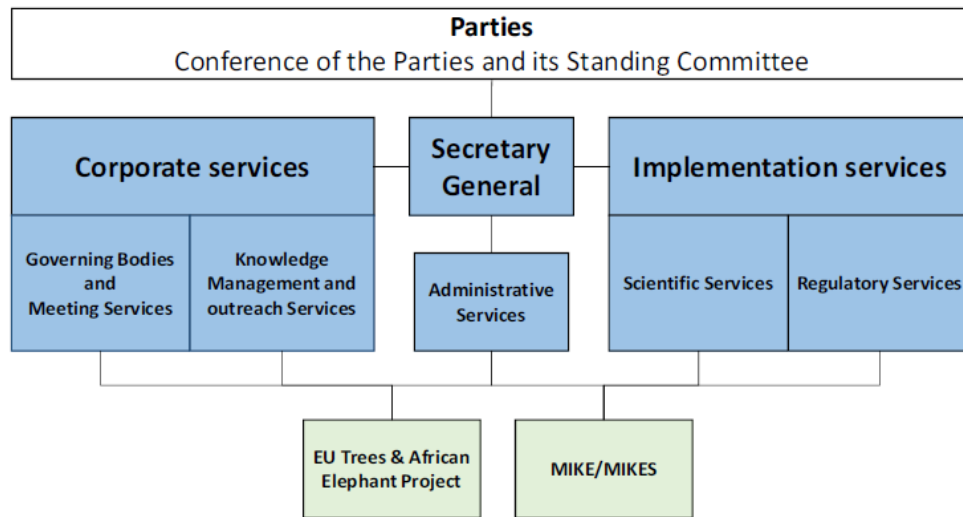 Parties
Conference of the Parties and its Standing Committee
Corporate services
Secretary
General
Implementation services
Governing Bodies
and
Meeting Services
Knowledge
Management and
outreach Services
Administrative
Services
Scientific Services
Regulatory Services
EU Trees & African
Elephant Project
MIKE/MIKES